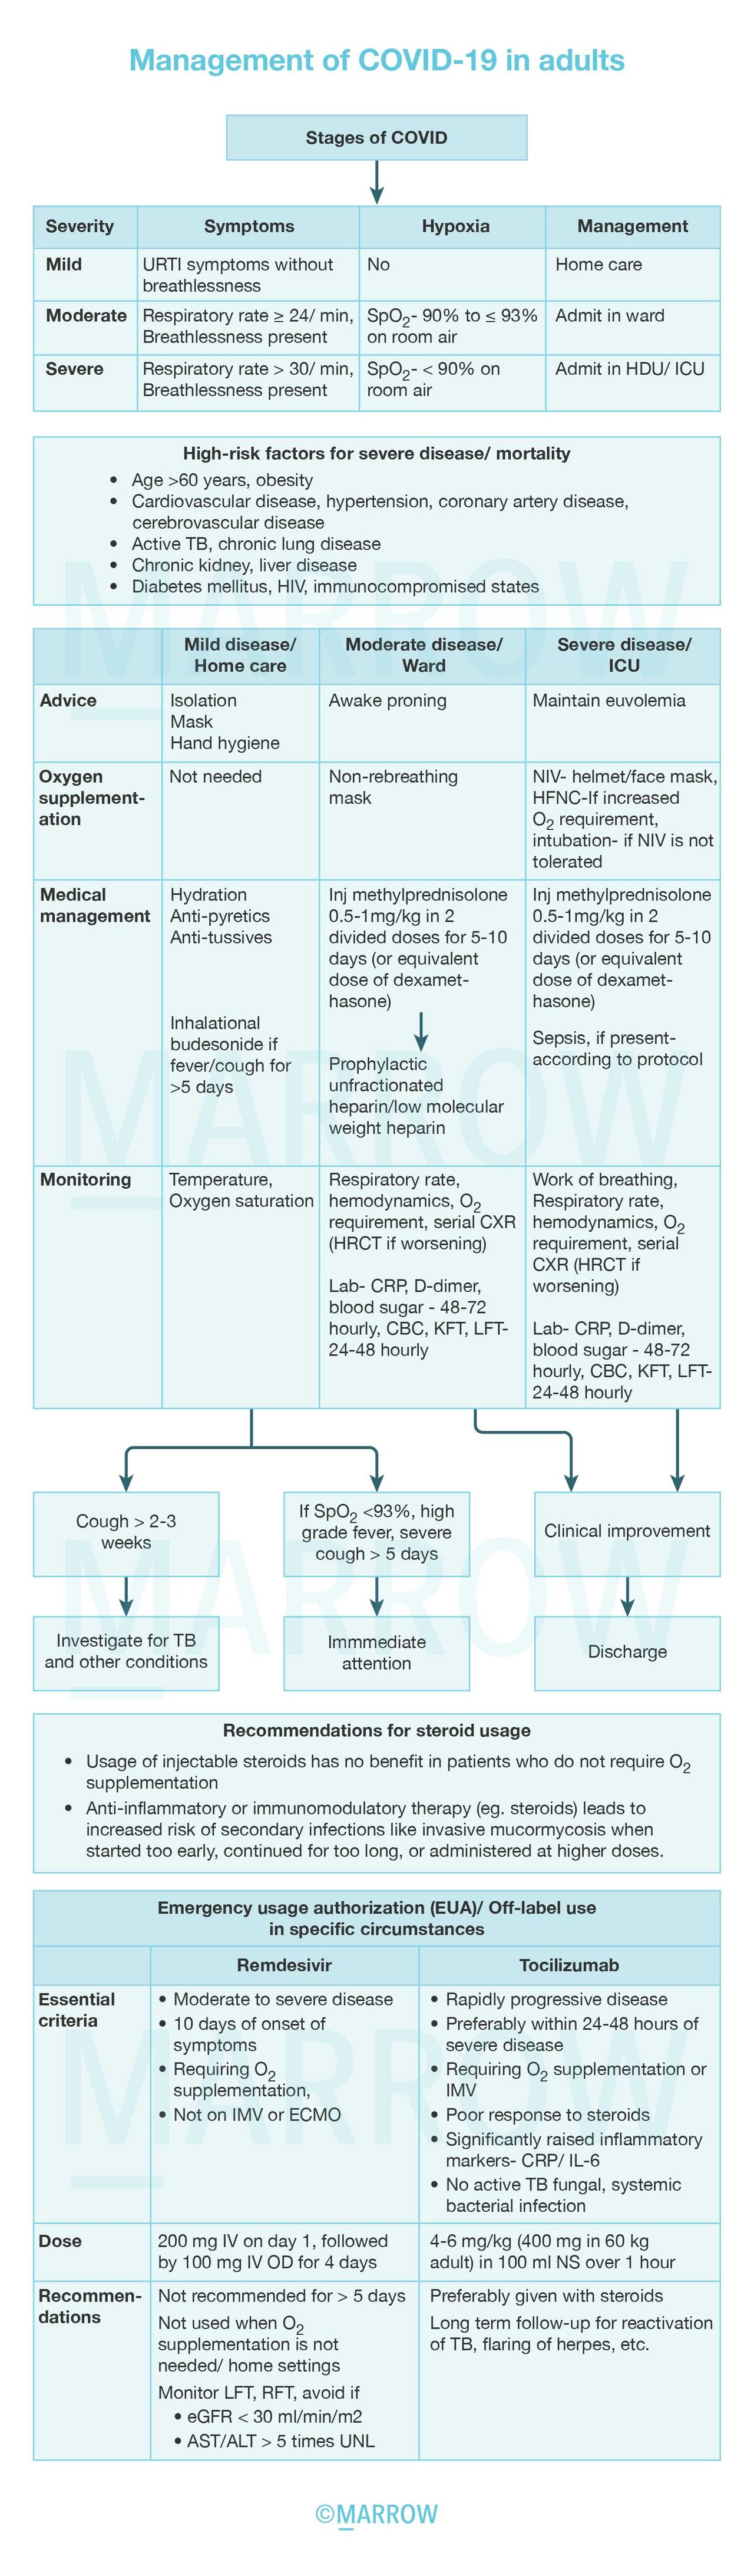 Management of COVID-19 in adults
Stages of COVID
Severity
Symptoms
Hypoxia
Management
Mild
URTI symptoms without
breathlessness
No
Home care
Moderate
Respiratory rate ≥ 24/ min,
Breathlessness present
SpO2- 90% to ≤ 93%
on room air
Admit in ward
Severe
Respiratory rate > 30/ min,
Breathlessness present
SpO2- < 90% on
room air
Admit in HDU/ ICU
High-risk factors for severe disease/ mortality
• Age >60 years, obesity
• Cardiovascular disease, hypertension, coronary artery disease,
cerebrovascular disease
• Active TB, chronic lung disease
• Chronic kidney, liver disease
• Diabetes mellitus, HIV, immunocompromised states
Mild disease/
Home care
Moderate disease/
Ward
Severe disease/
ICU
Advice
Isolation
Mask
Hand hygiene
Awake proning
Maintain euvolemia
Oxygen
supplement-
ation
Not needed
Non-rebreathing
mask
NIV- helmet/face mask,
HFNC-If increased
O2 requirement,
intubation- if NIV is not
tolerated
Medical
management
Hydration
Anti-pyretics
Anti-tussives
Inhalational
budesonide if
fever/cough for
>5 days
Inj methylprednisolone
0.5-1mg/kg in 2
divided doses for 5-10
days (or equivalent
dose of dexamet-
hasone)
Prophylactic
unfractionated
heparin/low molecular
weight heparin
Inj methylprednisolone
0.5-1mg/kg in 2
divided doses for 5-10
days (or equivalent
dose of dexamet-
hasone)
Sepsis, if present-
according to protocol
Monitoring
Temperature,
Oxygen saturation
Respiratory rate,
hemodynamics, O2
requirement, serial CXR
(HRCT if worsening)
Lab- CRP, D-dimer,
blood sugar - 48-72
hourly, CBC, KFT, LFT-
24-48 hourly
Work of breathing,
Respiratory rate,
hemodynamics, O2
requirement, serial
CXR (HRCT if
worsening)
Lab- CRP, D-dimer,
blood sugar - 48-72
hourly, CBC, KFT, LFT-
24-48 hourly
Cough > 2-3
weeks
If SpO2 <93%, high
grade fever, severe
cough > 5 days
Clinical improvement
Investigate for TB
and other conditions
Immmediate
attention
Discharge
Recommendations for steroid usage
• Usage of injectable steroids has no benefit in patients who do not require O2
supplementation
• Anti-inflammatory or immunomodulatory therapy (eg. steroids) leads to
increased risk of secondary infections like invasive mucormycosis when
started too early, continued for too long, or administered at higher doses.
Emergency usage authorization (EUA)/ Off-label use
in specific circumstances
Remdesivir
Tocilizumab
Essential
criteria
• Moderate to severe disease
• 10 days of onset of
symptoms
• Requiring O2
supplementation,
• Not on IMV or ECMO
• Rapidly progressive disease
• Preferably within 24-48 hours of
severe disease
• Requiring O2 supplementation or
IMV
• Poor response to steroids
• Significantly raised inflammatory
markers- CRP/ IL-6
• No active TB fungal, systemic
bacterial infection
Dose
200 mg IV on day 1, followed
by 100 mg IV OD for 4 days
4-6 mg/kg (400 mg in 60 kg
adult) in 100 ml NS over 1 hour
Recommen-
dations
Not recommended for > 5 days
Not used when O2
supplementation is not
needed/ home settings
Monitor LFT, RFT, avoid if
• eGFR < 30 ml/min/m2
• AST/ALT > 5 times UNL
Preferably given with steroids
Long term follow-up for reactivation
of TB, flaring of herpes, etc.
©MARROW
MARROW
MARROW
MARROW
MARROW